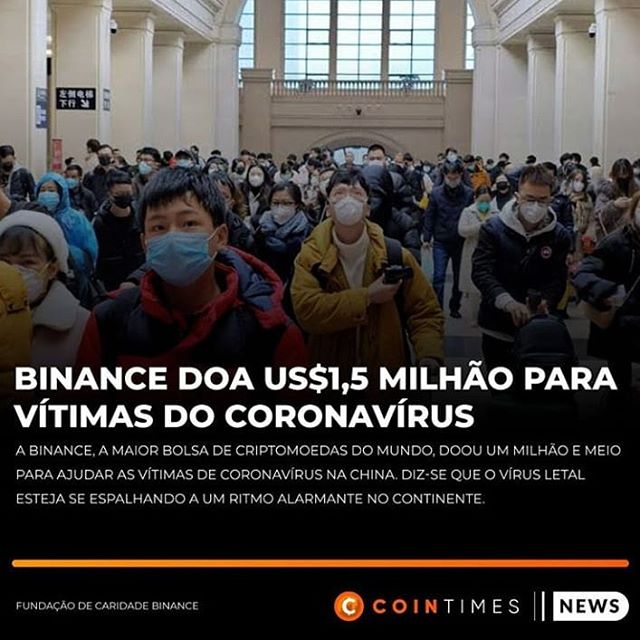 左侧电梯
下行
BINANCE DOA US$1,5 MILHÃO PARA
VÍTIMAS DO CORONAVÍRUS
A BINANCE, A MAIOR BOLSA DE CRIPTOMOEDAS DO MUNDO, DOOU UM MILHÃO E MEIO
PARA AJUDAR AS VÍTIMAS DE CORONAVÍRUS NA CHINA. DIZ-SE QUE O VÍRUS LETAL
ESTEJA SE ESPALHANDO A UM RITMO ALARMANTE NO CONTINENTE.
FUNDAÇÃO DE CARIDADE BINANCE
COINTIMES NEWS